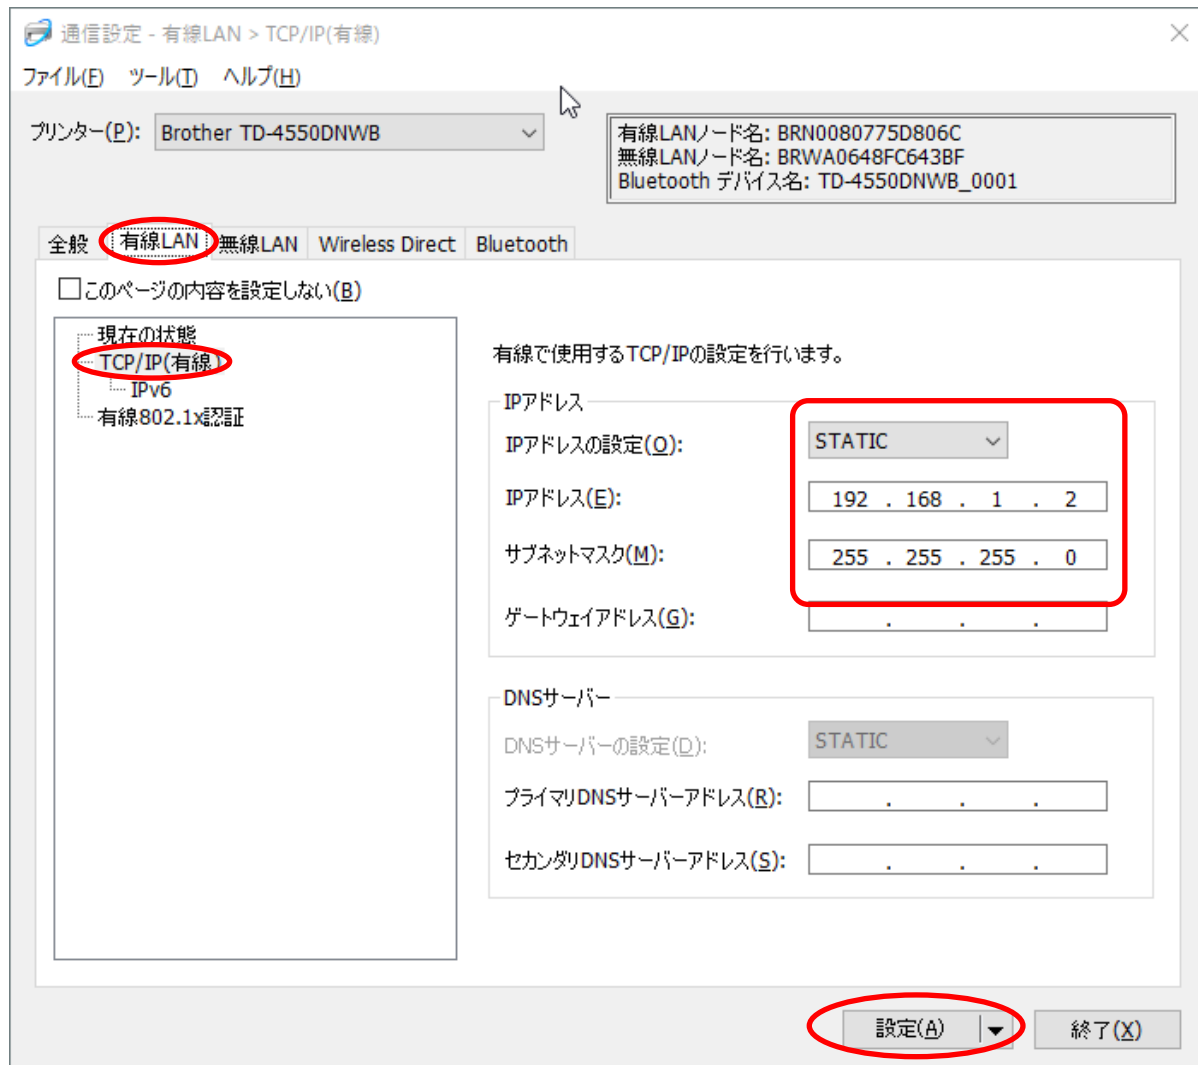 通信設定 - 有線LAN > TCP/IP(有線)
ファイル(F) ツール(T) ヘルプ(H)
プリンター(P): Brother TD-4550DNWB
有線LANノード名: BRN0080775D806C
無線LANノード名: BRWA0648FC643BF
Bluetooth デバイス名: TD-4550DNWB_0001
全般 有線LAN 無線LAN Wireless Direct Bluetooth
このページの内容を設定しない(B)
現在の状態
TCP/IP(有線)
IPv6
有線802.1x認証
有線で使用するTCP/IPの設定を行います。
IPアドレス
IPアドレスの設定(O): STATIC
IPアドレス(E): 192 . 168 . 1 . 2
サブネットマスク(M): 255 . 255 . 255 . 0
ゲートウェイアドレス(G): . . .
DNSサーバー
DNSサーバーの設定(D): STATIC
プライマリDNSサーバーアドレス(R): . . .
セカンダリDNSサーバーアドレス(S): . . .
設定(A) 終了(X)